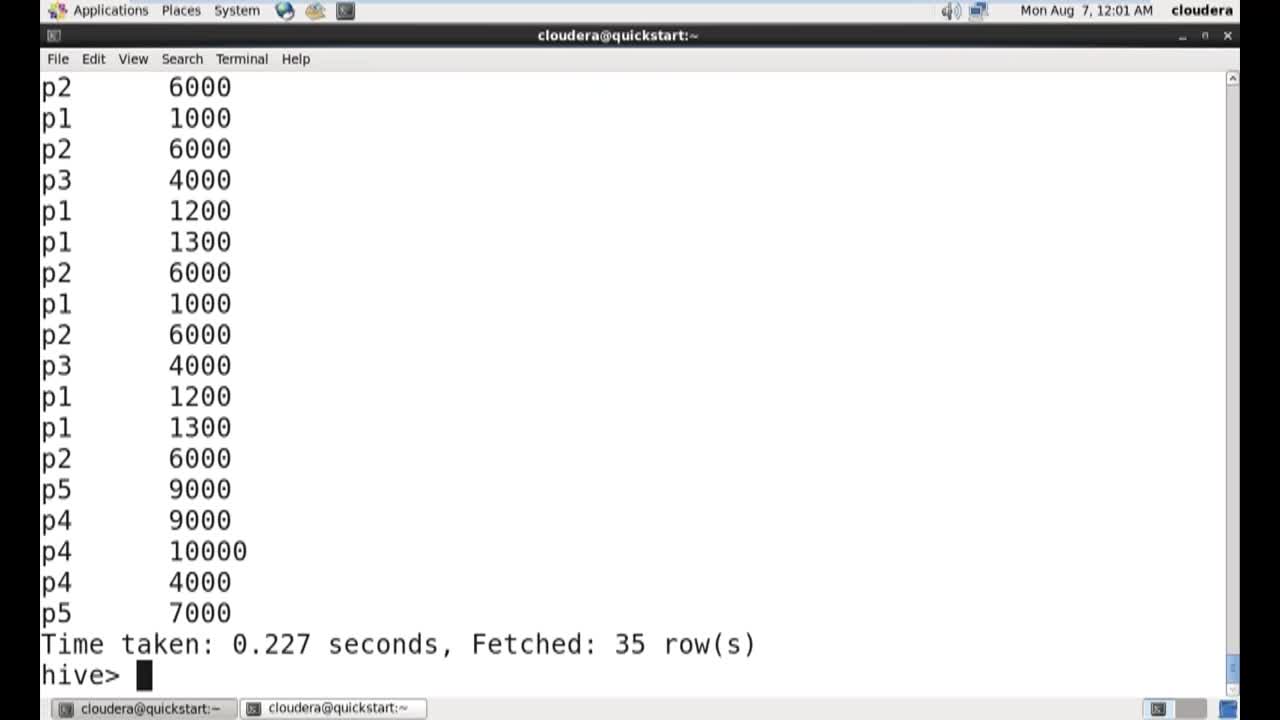 Applications Places System Mon Aug 7, 12:01 AM cloudera
cloudera@quickstart:~
File Edit View Search Terminal Help
p2 6000
p1 1000
p2 6000
p3 4000
p1 1200
p1 1300
p2 6000
p1 1000
p2 6000
p3 4000
p1 1200
p1 1300
p2 6000
p5 9000
p4 9000
p4 10000
p4 4000
p5 7000
Time taken: 0.227 seconds, Fetched: 35 row(s)
hive>
cloudera@quickstart:~ cloudera@quickstart:~